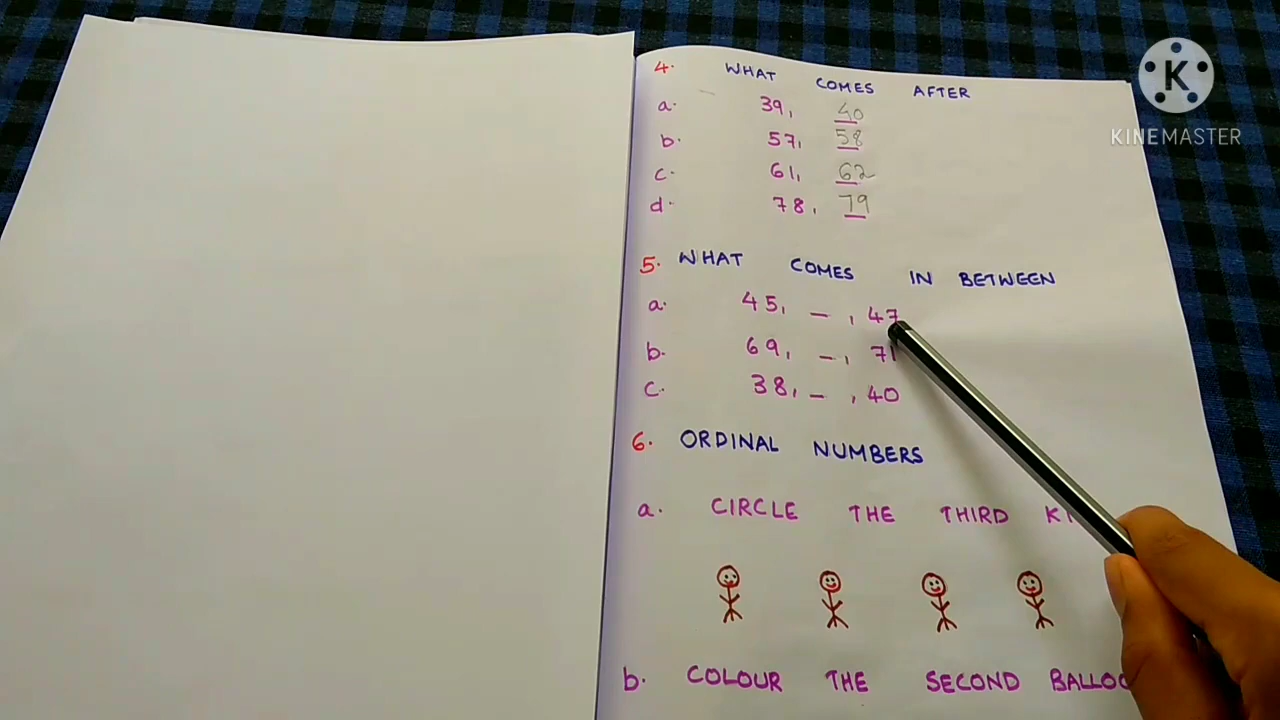 4. WHAT COMES AFTER
a. 39, 40
b. 57, 58
c. 61, 62
d. 78, 79
5. WHAT COMES IN BETWEEN
a. 45, _ , 47
b. 69, _ , 71
c. 38, _ , 40
6. ORDINAL NUMBERS
a. CIRCLE THE THIRD
b. COLOUR THE SECOND
K
KINEMASTER